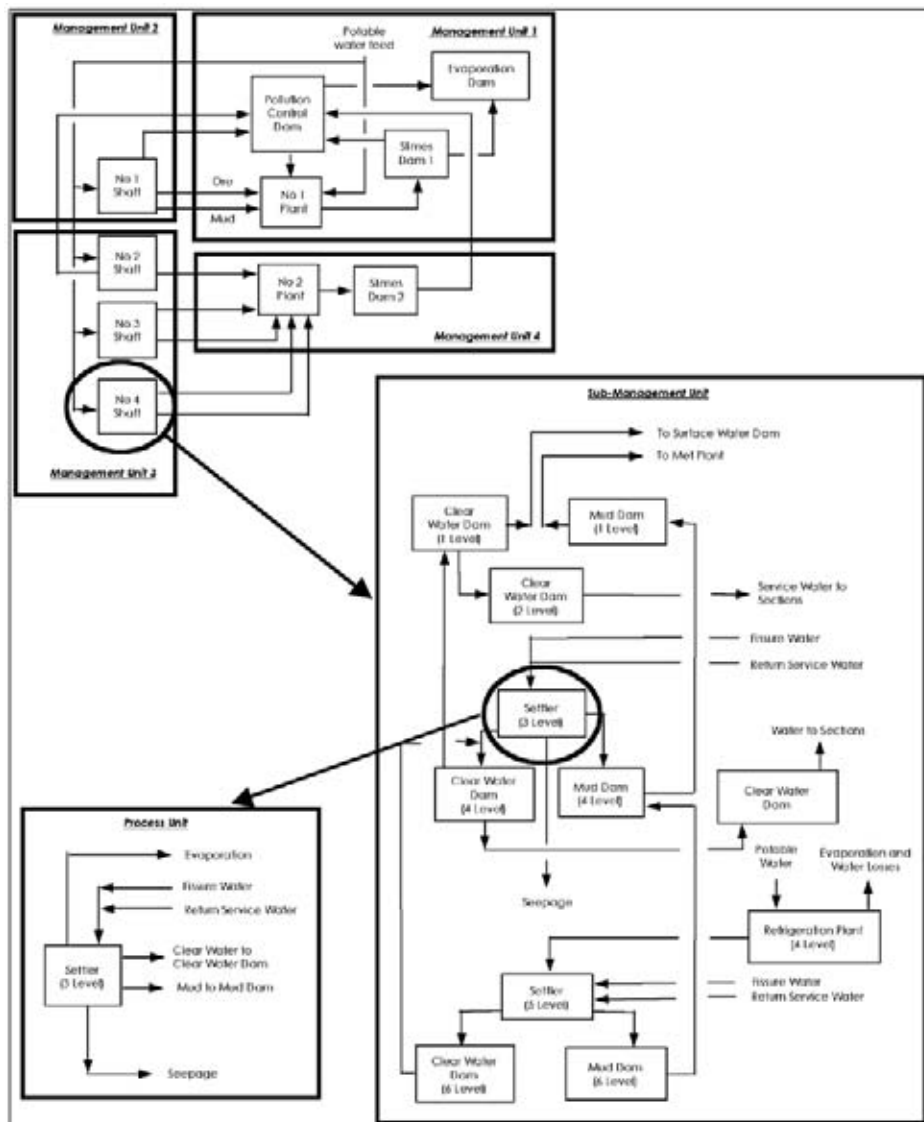 Management Unit 2
Potable
water feed
Management Unit 1
Evaporation
Dams
Pollution
Control
Dam
Slimes
Dam 1
No 1
Shaft
Ore
Mud
No 1
Plant
No 2
Shaft
No 2
Plant
Slimes
Dam 2
No 3
Shaft
Management Unit 4
No 4
Shaft
Management Unit 3
Sub-Management Unit
To Surface Water Dam
To Met Plant
Clear
Water Dam
(1 Level)
Mud Dam
(1 Level)
Clear
Water Dam
(2 Level)
Service Water to
Sections
Fissure Water
Return Service Water
Settler
(3 Level)
Water to Sections
Clear Water
Dam
(4 Level)
Mud Dam
(4 Level)
Clear Water
Dam
Potable
Water
Evaporation and
Water Losses
Seepage
Refrigeration Plant
(4 Level)
Settler
(5 Level)
Fissure Water
Return Service Water
Clear Water
Dam
(6 Level)
Mud Dam
(6 Level)
Process Unit
Evaporation
Fissure Water
Return Service Water
Settler
(3 Level)
Clear Water to
Clear Water Dam
Mud to Mud Dam
Seepage